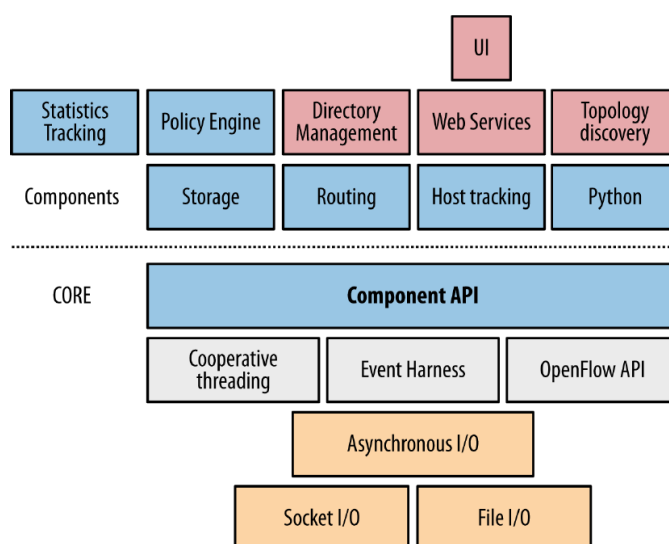 UI
Statistics
Tracking
Policy Engine
Directory
Management
Web Services
Topology
discovery
Components
Storage
Routing
Host tracking
Python
CORE
Component API
Cooperative
threading
Event Harness
OpenFlow API
Asynchronous I/O
Socket I/O
File I/O